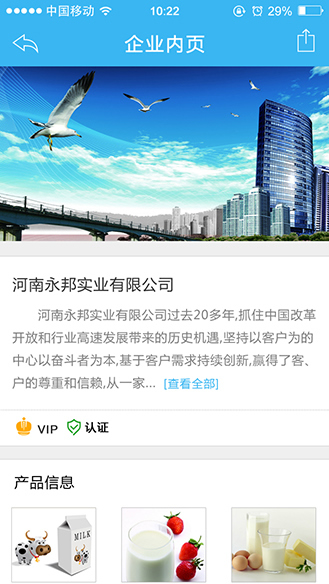 中国移动
10:22
29%
企业内页
河南永邦实业有限公司
河南永邦实业有限公司过去20多年,抓住中国改革
开放和行业高速发展带来的历史机遇,坚持以客户为的
中心以奋斗者为本,基于客户需求持续创新,赢得了客、
户的尊重和信赖,从一家... [查看全部]
VIP 认证
产品信息
MILK